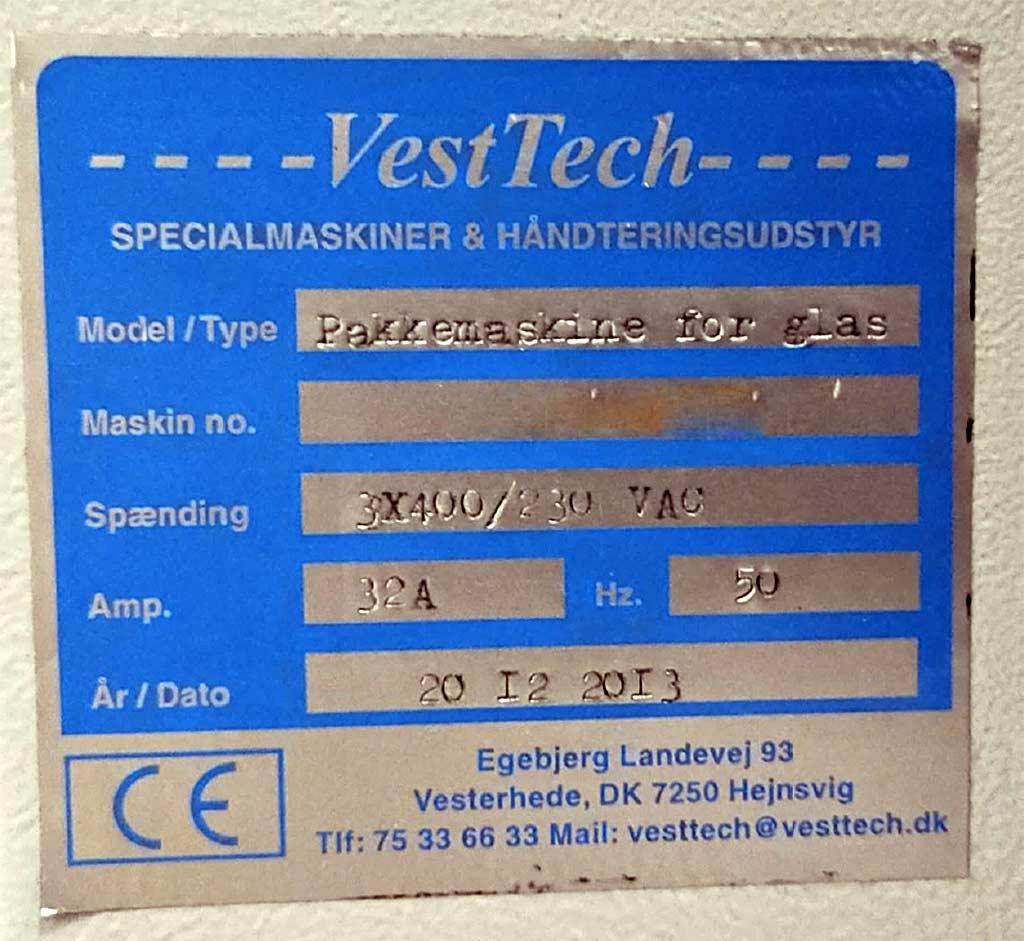 ----VestTech----
SPECIALMASKINER & HÅNDTERINGSUDSTYR
Model / Type Pakkemaskine for glas
Maskin no.
Spænding 3X400/230 VAC
Amp. 32A Hz. 50
År / Dato 20 I2 20I3
CE
Egebjerg Landevej 93
Vesterhede, DK 7250 Hejnsvig
Tlf: 75 33 66 33 Mail: vesttech@vesttech.dk